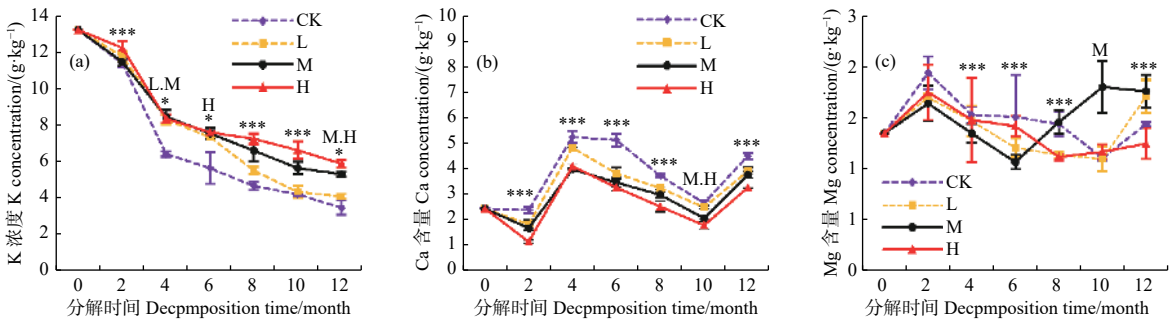 K 浓度 K concentration/(g·kg⁻¹)
14
12
10
8
6
4
2
0
(a)
***
L.M
*
H
*
***
***
M.H
*
CK
L
M
H
0 2 4 6 8 10 12
分解时间 Decpmposition time/month
Ca 含量 Ca concentration/(g·kg⁻¹)
10
9
8
7
6
5
4
3
2
1
0
(b)
***
***
***
***
M.H
***
CK
L
M
H
0 2 4 6 8 10 12
分解时间 Decpmposition time/month
Mg 含量 Mg concentration/(g·kg⁻¹)
3
2
2
1
1
0
(c)
***
***
***
M
***
CK
L
M
H
0 2 4 6 8 10 12
分解时间 Decpmposition time/month